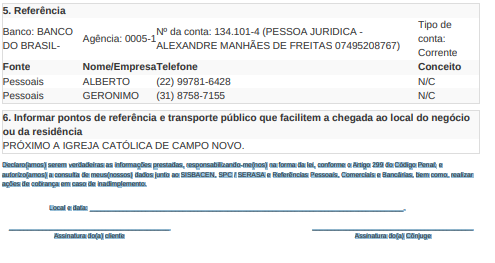 5. Referência
Banco: BANCO DO BRASIL- Agência: 0005-1 Nº da conta: 134.101-4 (PESSOA JURIDICA - ALEXANDRE MANHÃES DE FREITAS 07495208767) Tipo de conta: Corrente
Fonte Nome/Empresa Telefone Conceito
Pessoais ALBERTO (22) 99781-6428 N/C
Pessoais GERONIMO (31) 8758-7155 N/C
6. Informar pontos de referência e transporte público que facilitem a chegada ao local do negócio
ou da residência
PRÓXIMO A IGREJA CATÓLICA DE CAMPO NOVO.
Declaro(amos) serem verdadeiras as informações prestadas, responsabilizando-me(nos) na forma da lei, conforme o Artigo 299 do Código Penal, e
autorizo(amos) a consulta de meus(nossos) dados junto ao SISBACEN, SPC / SERASA e Referências Pessoais, Comerciais e Bancárias, bem como, realizar
ações de cobrança em caso de inadimplemento.
Local e data:
Assinatura do(a) cliente Assinatura do(a) Cônjuge